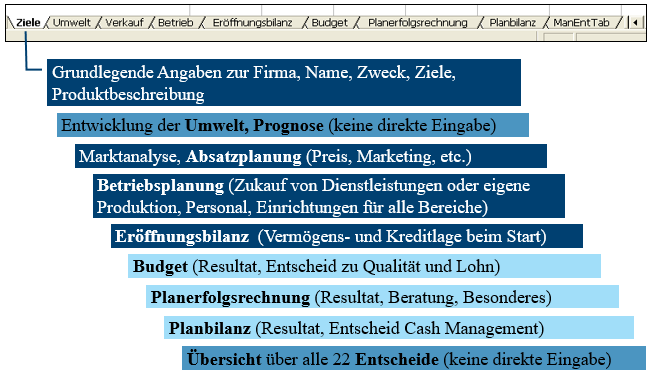 Ziele Umwelt Verkauf Betrieb Eröffnungsbilanz Budget Planerfolgsrechnung Planbilanz ManEntTab
Grundlegende Angaben zur Firma, Name, Zweck, Ziele,
Produktbeschreibung
Entwicklung der Umwelt, Prognose (keine direkte Eingabe)
Marktanalyse, Absatzplanung (Preis, Marketing, etc.)
Betriebsplanung (Zukauf von Dienstleistungen oder eigene
Produktion, Personal, Einrichtungen für alle Bereiche)
Eröffnungsbilanz (Vermögens- und Kreditlage beim Start)
Budget (Resultat, Entscheid zu Qualität und Lohn)
Planerfolgsrechnung (Resultat, Beratung, Besonderes)
Planbilanz (Resultat, Entscheid Cash Management)
Übersicht über alle 22 Entscheide (keine direkte Eingabe)